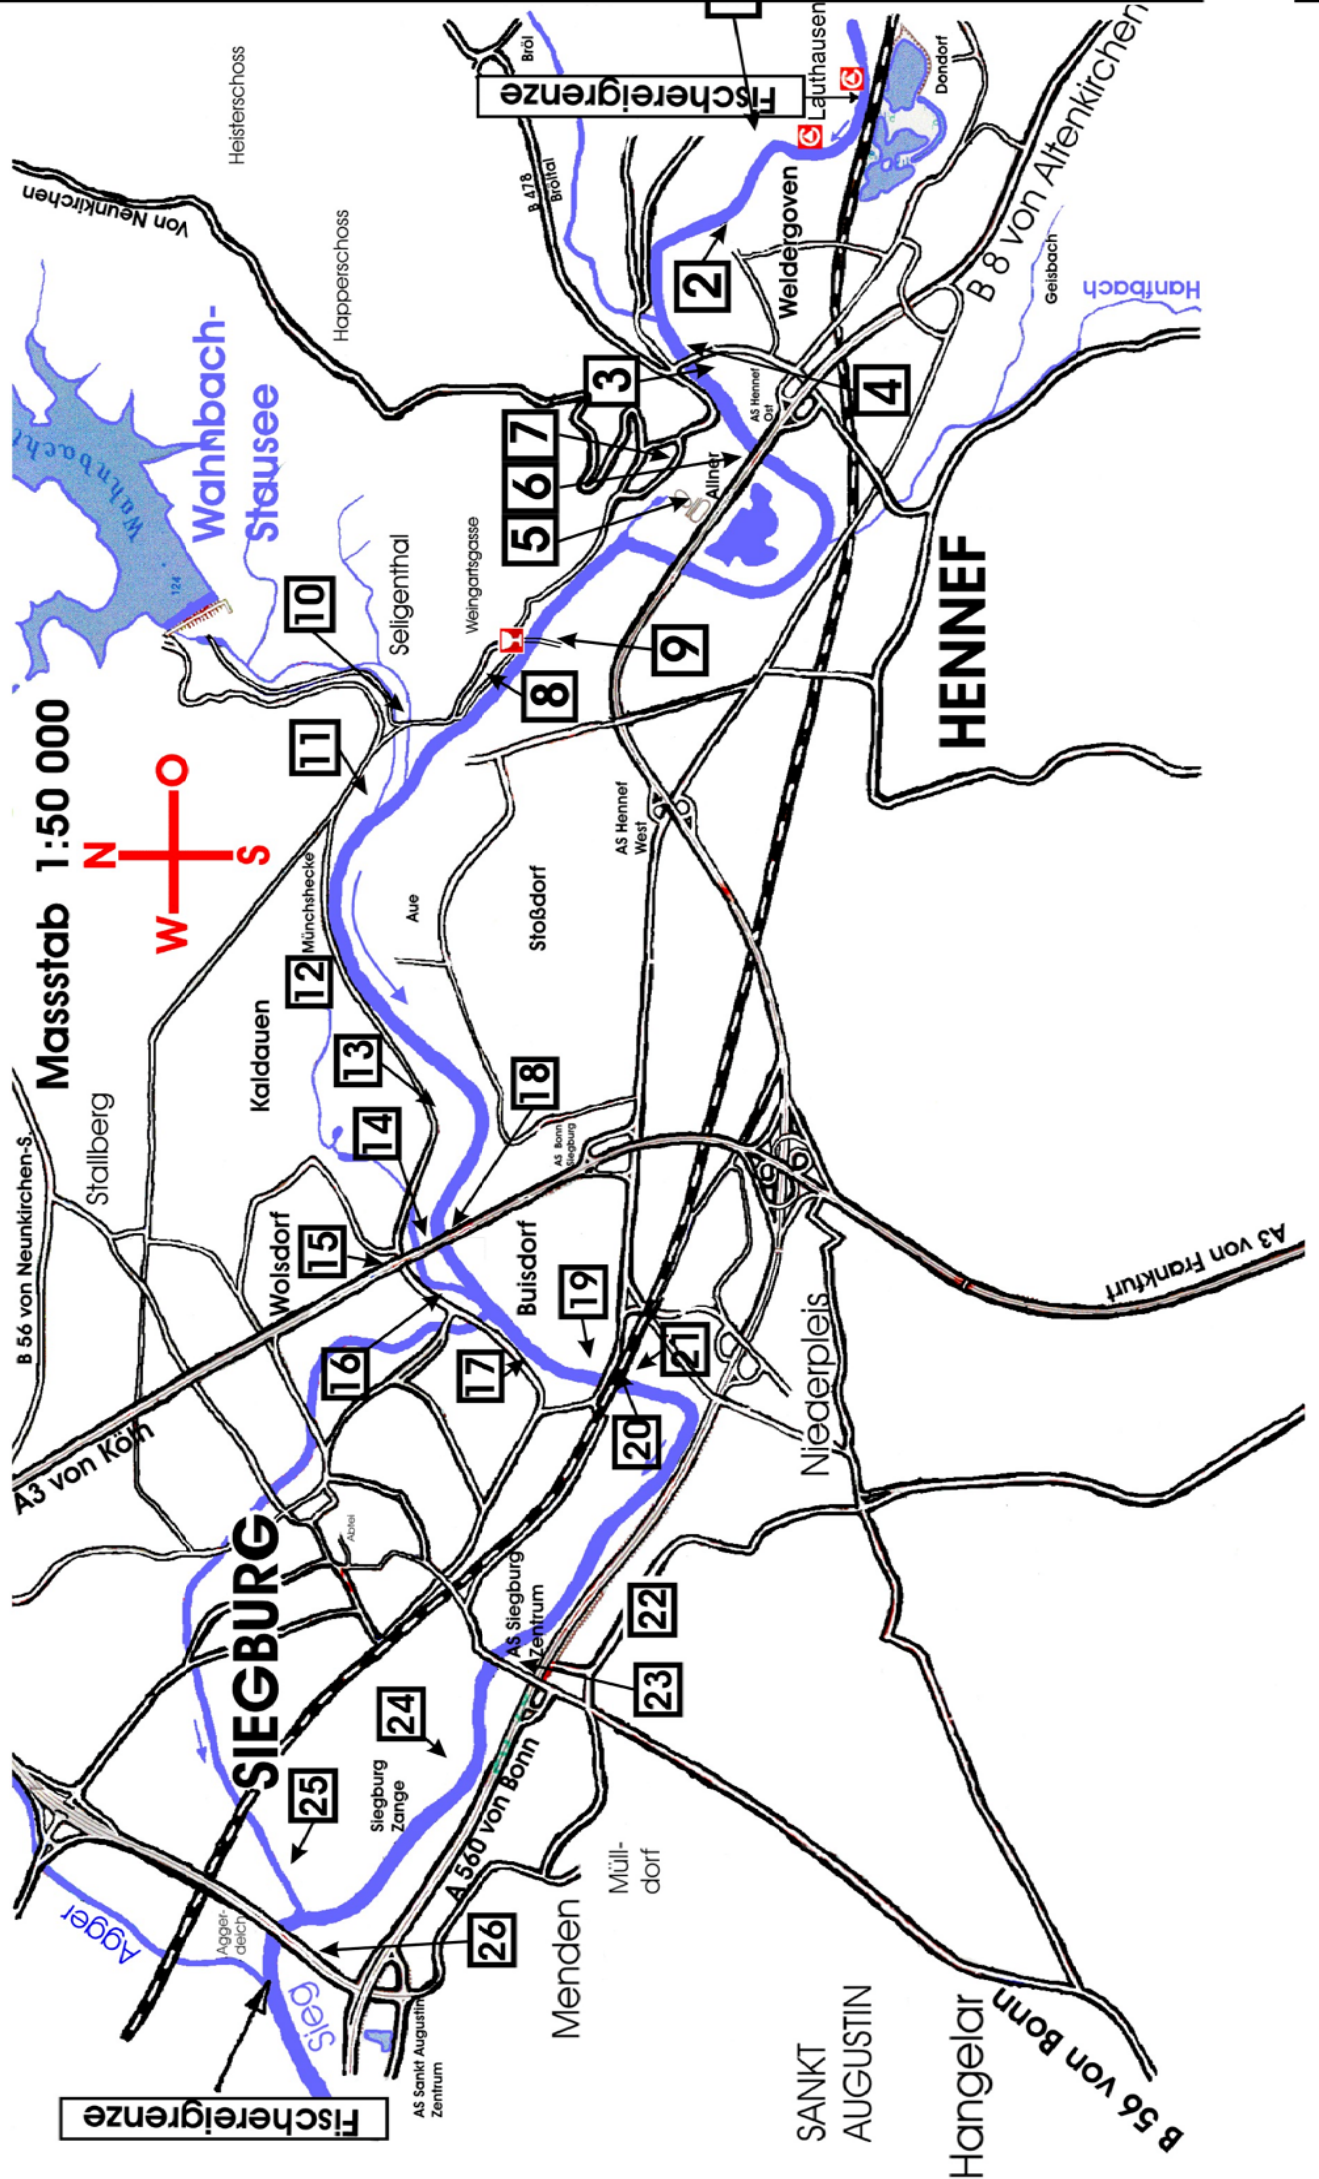 Massstab 1:50 000
N
W
O
S
B 56 von Neunkirchen-S.
Stallberg
A3 von Köln
Kaldauen
Wolsdorf
SIEGBURG
Abtei
Agger
Agger-
deich
Sieg
Fischereigrenze
AS Sankt Augustin
Zentrum
Siegburg
Zange
A 560 von Bonn
AS Siegburg
Zentrum
Menden
Müll-
dorf
SANKT
AUGUSTIN
Hangelar
B 56 von Bonn
Niederpleis
A3 von Frankfurt
Buisdorf
AS Bonn
Siegburg
Münchshecke
Aue
Stoßdorf
AS Hennef
West
HENNEF
Seligenthal
Weingartsgasse
Wahnbach-
Stausee
Wahnbacht
124
Von Neunkirchen
Heisterschoss
Happerschoss
Bröl
B 478
Bröltal
Fischereigrenze
Lauthausen
Dondorf
Weldergoven
B 8 von Altenkirchen
Geisbach
Hanfbach
AS Hennef
Ost
Allner
2
3
4
5
6
7
8
9
10
11
12
13
14
15
16
17
18
19
20
21
22
23
24
25
26